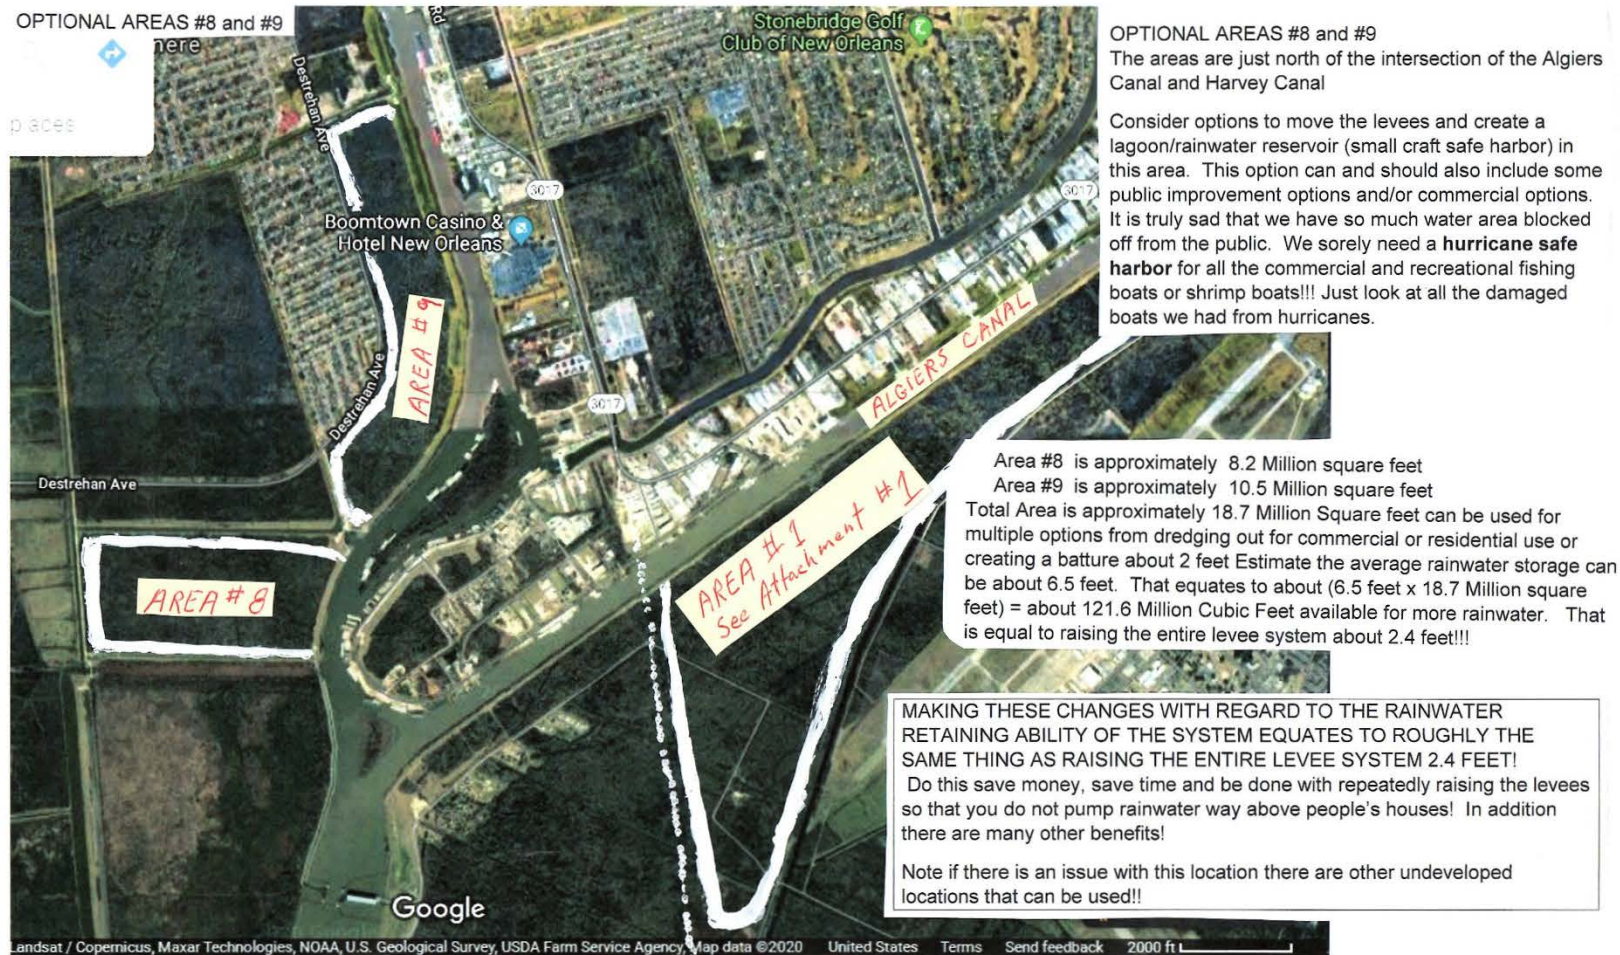 OPTIONAL AREAS #8 and #9
here
places
Destrehan Ave
Rd
Stonebridge Golf
Club of New Orleans
3017
3017
Boomtown Casino &
Hotel New Orleans
AREA #9
Destrehan Ave
3017
ALGIERS CANAL
Destrehan Ave
AREA #8
AREA #1
See Attachment #1
Google
Landsat / Copernicus, Maxar Technologies, NOAA, U.S. Geological Survey, USDA Farm Service Agency, Map data ©2020 United States Terms Send feedback 2000 ft
OPTIONAL AREAS #8 and #9
The areas are just north of the intersection of the Algiers
Canal and Harvey Canal
Consider options to move the levees and create a
lagoon/rainwater reservoir (small craft safe harbor) in
this area. This option can and should also include some
public improvement options and/or commercial options.
It is truly sad that we have so much water area blocked
off from the public. We sorely need a hurricane safe
harbor for all the commercial and recreational fishing
boats or shrimp boats!!! Just look at all the damaged
boats we had from hurricanes.
Area #8 is approximately 8.2 Million square feet
Area #9 is approximately 10.5 Million square feet
Total Area is approximately 18.7 Million Square feet can be used for
multiple options from dredging out for commercial or residential use or
creating a batture about 2 feet Estimate the average rainwater storage can
be about 6.5 feet. That equates to about (6.5 feet x 18.7 Million square
feet) = about 121.6 Million Cubic Feet available for more rainwater. That
is equal to raising the entire levee system about 2.4 feet!!!
MAKING THESE CHANGES WITH REGARD TO THE RAINWATER
RETAINING ABILITY OF THE SYSTEM EQUATES TO ROUGHLY THE
SAME THING AS RAISING THE ENTIRE LEVEE SYSTEM 2.4 FEET!
Do this save money, save time and be done with repeatedly raising the levees
so that you do not pump rainwater way above people's houses! In addition
there are many other benefits!
Note if there is an issue with this location there are other undeveloped
locations that can be used!!